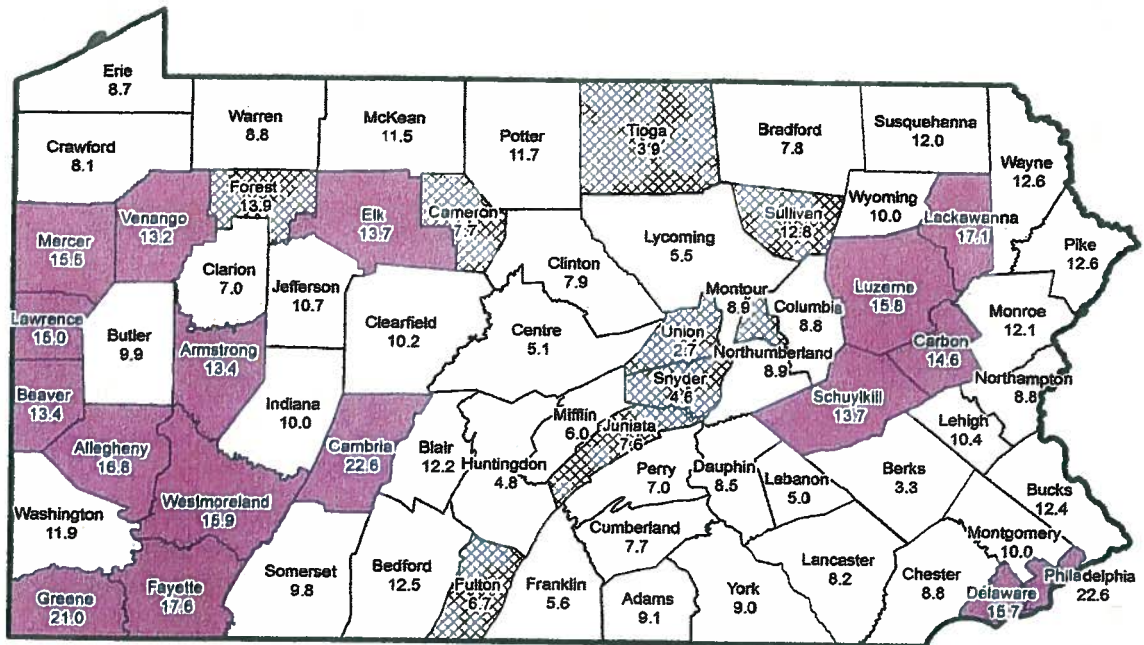 Erie
8.7
Crawford
8.1
Warren
8.8
McKean
11.5
Potter
11.7
Tioga
3.9
Bradford
7.8
Susquehanna
12.0
Wayne
12.6
Forest
13.9
Venango
13.2
Elk
13.7
Cameron
7.7
Sullivan
12.8
Wyoming
10.0
Lackawanna
17.1
Pike
12.6
Mercer
15.5
Clarion
7.0
Jefferson
10.7
Clinton
7.9
Lycoming
5.5
Luzerne
15.8
Monroe
12.1
Lawrence
15.0
Butler
9.9
Armstrong
13.4
Clearfield
10.2
Centre
5.1
Union
2.7
Montour
8.9
Columbia
8.8
Carbon
14.6
Northampton
8.8
Beaver
13.4
Indiana
10.0
Snyder
4.6
Northumberland
8.9
Schuylkill
13.7
Lehigh
10.4
Allegheny
16.8
Cambria
22.6
Blair
12.2
Huntingdon
4.8
Mifflin
6.0
Juniata
7.6
Perry
7.0
Dauphin
8.5
Lebanon
5.0
Berks
3.3
Bucks
12.4
Washington
11.9
Westmoreland
15.9
Cumberland
7.7
Montgomery
10.0
Greene
21.0
Fayette
17.6
Somerset
9.8
Bedford
12.5
Fulton
6.7
Franklin
5.6
Adams
9.1
York
9.0
Lancaster
8.2
Chester
8.8
Delaware
15.7
Philadelphia
22.6